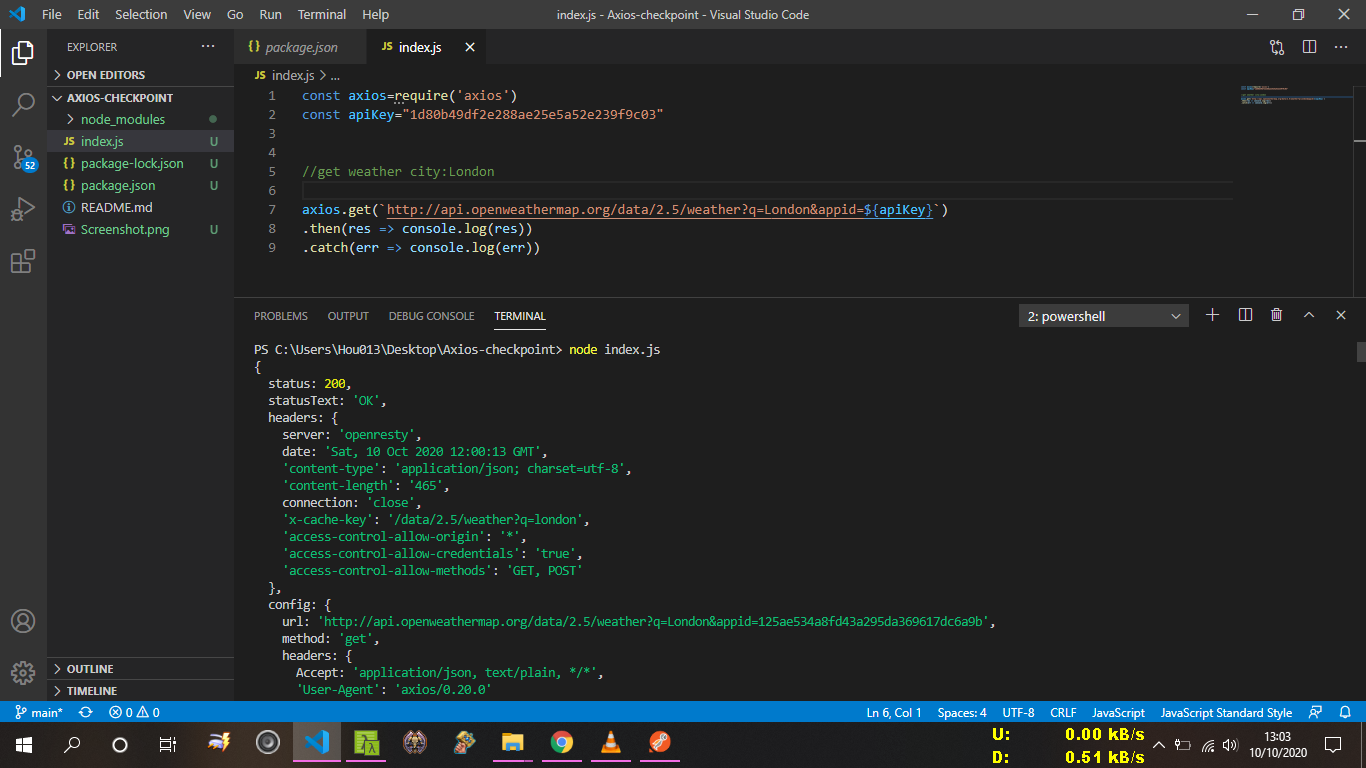 File Edit Selection View Go Run Terminal Help index.js - Axios-checkpoint - Visual Studio Code
EXPLORER
OPEN EDITORS
AXIOS-CHECKPOINT
node_modules
JS index.js U
{} package-lock.json U
{} package.json U
README.md
Screenshot.png U
52
OUTLINE
TIMELINE
{} package.json
JS index.js
JS index.js > ...
1 const axios=require('axios')
2 const apiKey="1d80b49df2e288ae25e5a52e239f9c03"
3
4
5 //get weather city:London
6
7 axios.get(`http://api.openweathermap.org/data/2.5/weather?q=London&appid=${apiKey}`)
8 .then(res => console.log(res))
9 .catch(err => console.log(err))
PROBLEMS OUTPUT DEBUG CONSOLE TERMINAL 2: powershell
PS C:\Users\Hou013\Desktop\Axios-checkpoint> node index.js
{
status: 200,
statusText: 'OK',
headers: {
server: 'openresty',
date: 'Sat, 10 Oct 2020 12:00:13 GMT',
'content-type': 'application/json; charset=utf-8',
'content-length': '465',
connection: 'close',
'x-cache-key': '/data/2.5/weather?q=london',
'access-control-allow-origin': '*',
'access-control-allow-credentials': 'true',
'access-control-allow-methods': 'GET, POST'
},
config: {
url: 'http://api.openweathermap.org/data/2.5/weather?q=London&appid=125ae534a8fd43a295da369617dc6a9b',
method: 'get',
headers: {
Accept: 'application/json, text/plain, */*',
'User-Agent': 'axios/0.20.0'
main* 0 0 Ln 6, Col 1 Spaces: 4 UTF-8 CRLF JavaScript JavaScript Standard Style
U: 0.00 kB/s
D: 0.51 kB/s
13:03
10/10/2020